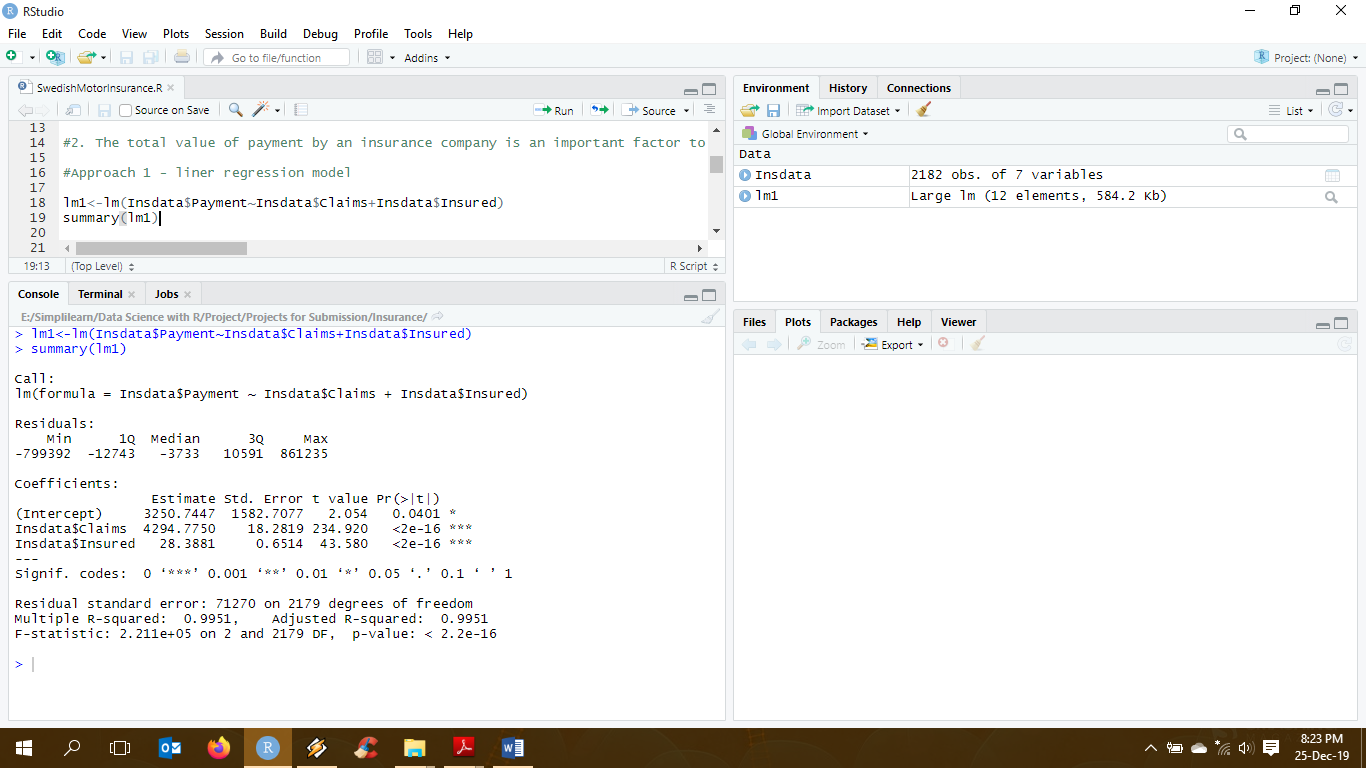 RStudio
File Edit Code View Plots Session Build Debug Profile Tools Help
Go to file/function Addins Project: (None)
SwedishMotorInsurance.R
Source on Save Run Source
13
14 #2. The total value of payment by an insurance company is an important factor to
15
16 #Approach 1 - liner regression model
17
18 lm1<-lm(Insdata$Payment~Insdata$Claims+Insdata$Insured)
19 summary(lm1)
20
21
19:13 (Top Level) R Script
Console Terminal Jobs
E:/Simplilearn/Data Science with R/Project/Projects for Submission/Insurance/
> lm1<-lm(Insdata$Payment~Insdata$Claims+Insdata$Insured)
> summary(lm1)
Call:
lm(formula = Insdata$Payment ~ Insdata$Claims + Insdata$Insured)
Residuals:
Min 1Q Median 3Q Max
-799392 -12743 -3733 10591 861235
Coefficients:
Estimate Std. Error t value Pr(>|t|)
(Intercept) 3250.7447 1582.7077 2.054 0.0401 *
Insdata$Claims 4294.7750 18.2819 234.920 <2e-16 ***
Insdata$Insured 28.3881 0.6514 43.580 <2e-16 ***
---
Signif. codes: 0 ‘***’ 0.001 ‘**’ 0.01 ‘*’ 0.05 ‘.’ 0.1 ‘ ’ 1
Residual standard error: 71270 on 2179 degrees of freedom
Multiple R-squared: 0.9951, Adjusted R-squared: 0.9951
F-statistic: 2.211e+05 on 2 and 2179 DF, p-value: < 2.2e-16
>
Environment History Connections
Import Dataset List
Global Environment
Data
Insdata 2182 obs. of 7 variables
lm1 Large lm (12 elements, 584.2 Kb)
Files Plots Packages Help Viewer
Zoom Export
8:23 PM
25-Dec-19